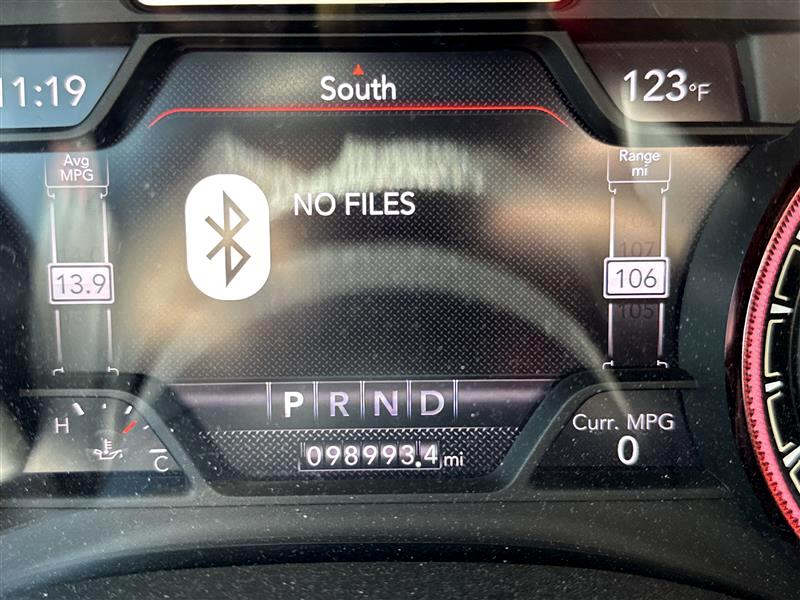 11:19
South
123°F
Avg
MPG
Range
mi
NO FILES
107
13.9
106
105
P R N D
H
C
098993.4 mi
Curr. MPG
0